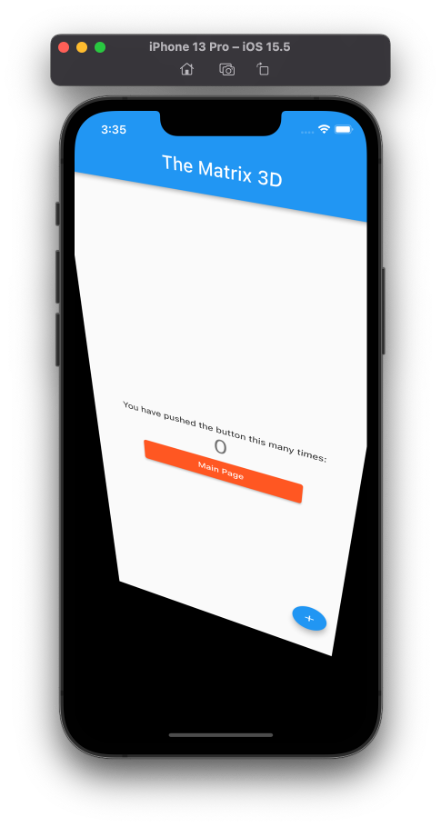 iPhone 13 Pro – iOS 15.5
3:35
The Matrix 3D
You have pushed the button this many times:
0
Main Page
+